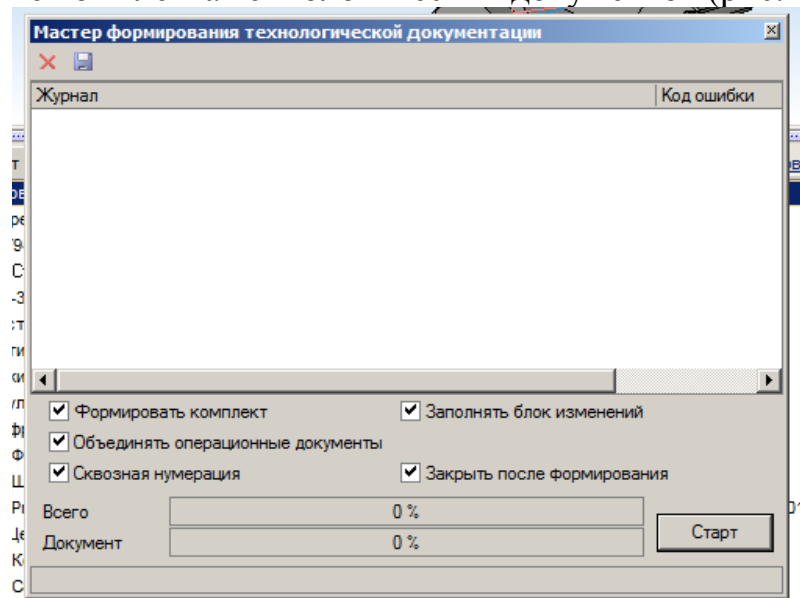 (рис.
Мастер формирования технологической документации
Журнал Код ошибки
Формировать комплект Заполнять блок изменений
Объединять операционные документы
Сквозная нумерация Закрыть после формирования
Всего 0 %
Документ 0 %
Старт